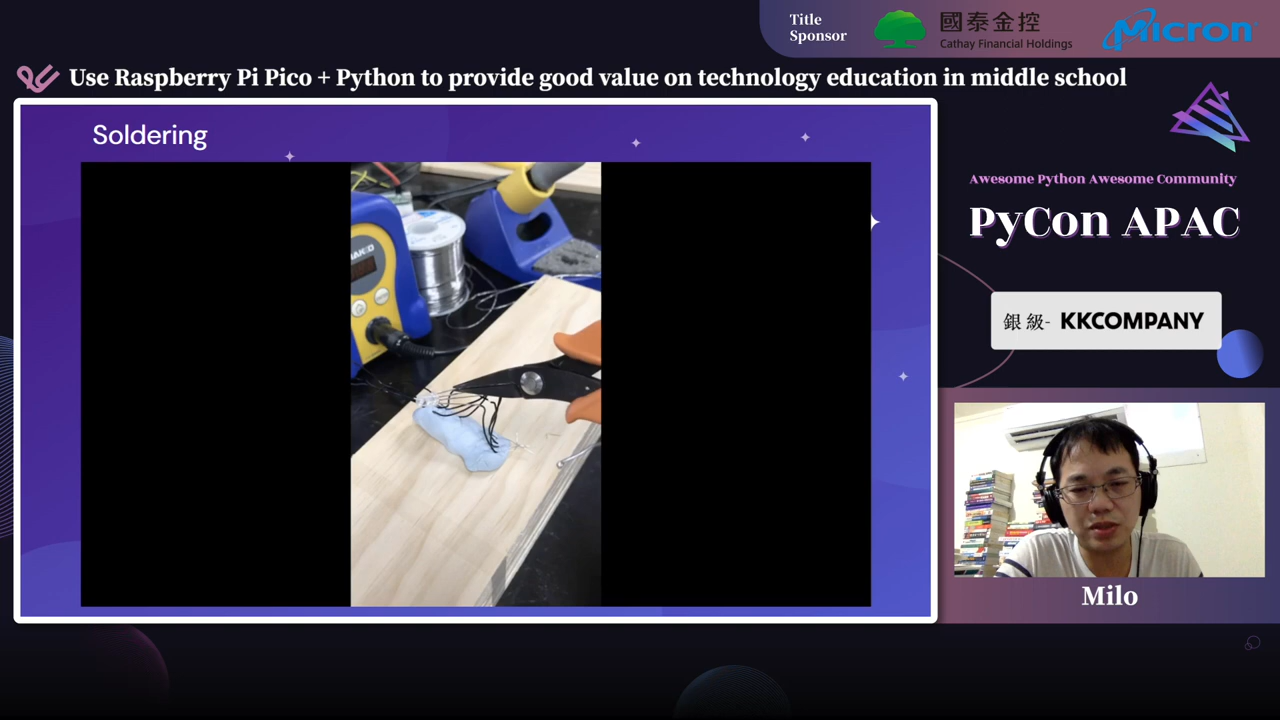 Title
Sponsor
國泰金控
Cathay Financial Holdings
Micron
Use Raspberry Pi Pico + Python to provide good value on technology education in middle school
Soldering
HAKKO
Awesome Python Awesome Community
PyCon APAC
銀級- KKCOMPANY
Milo